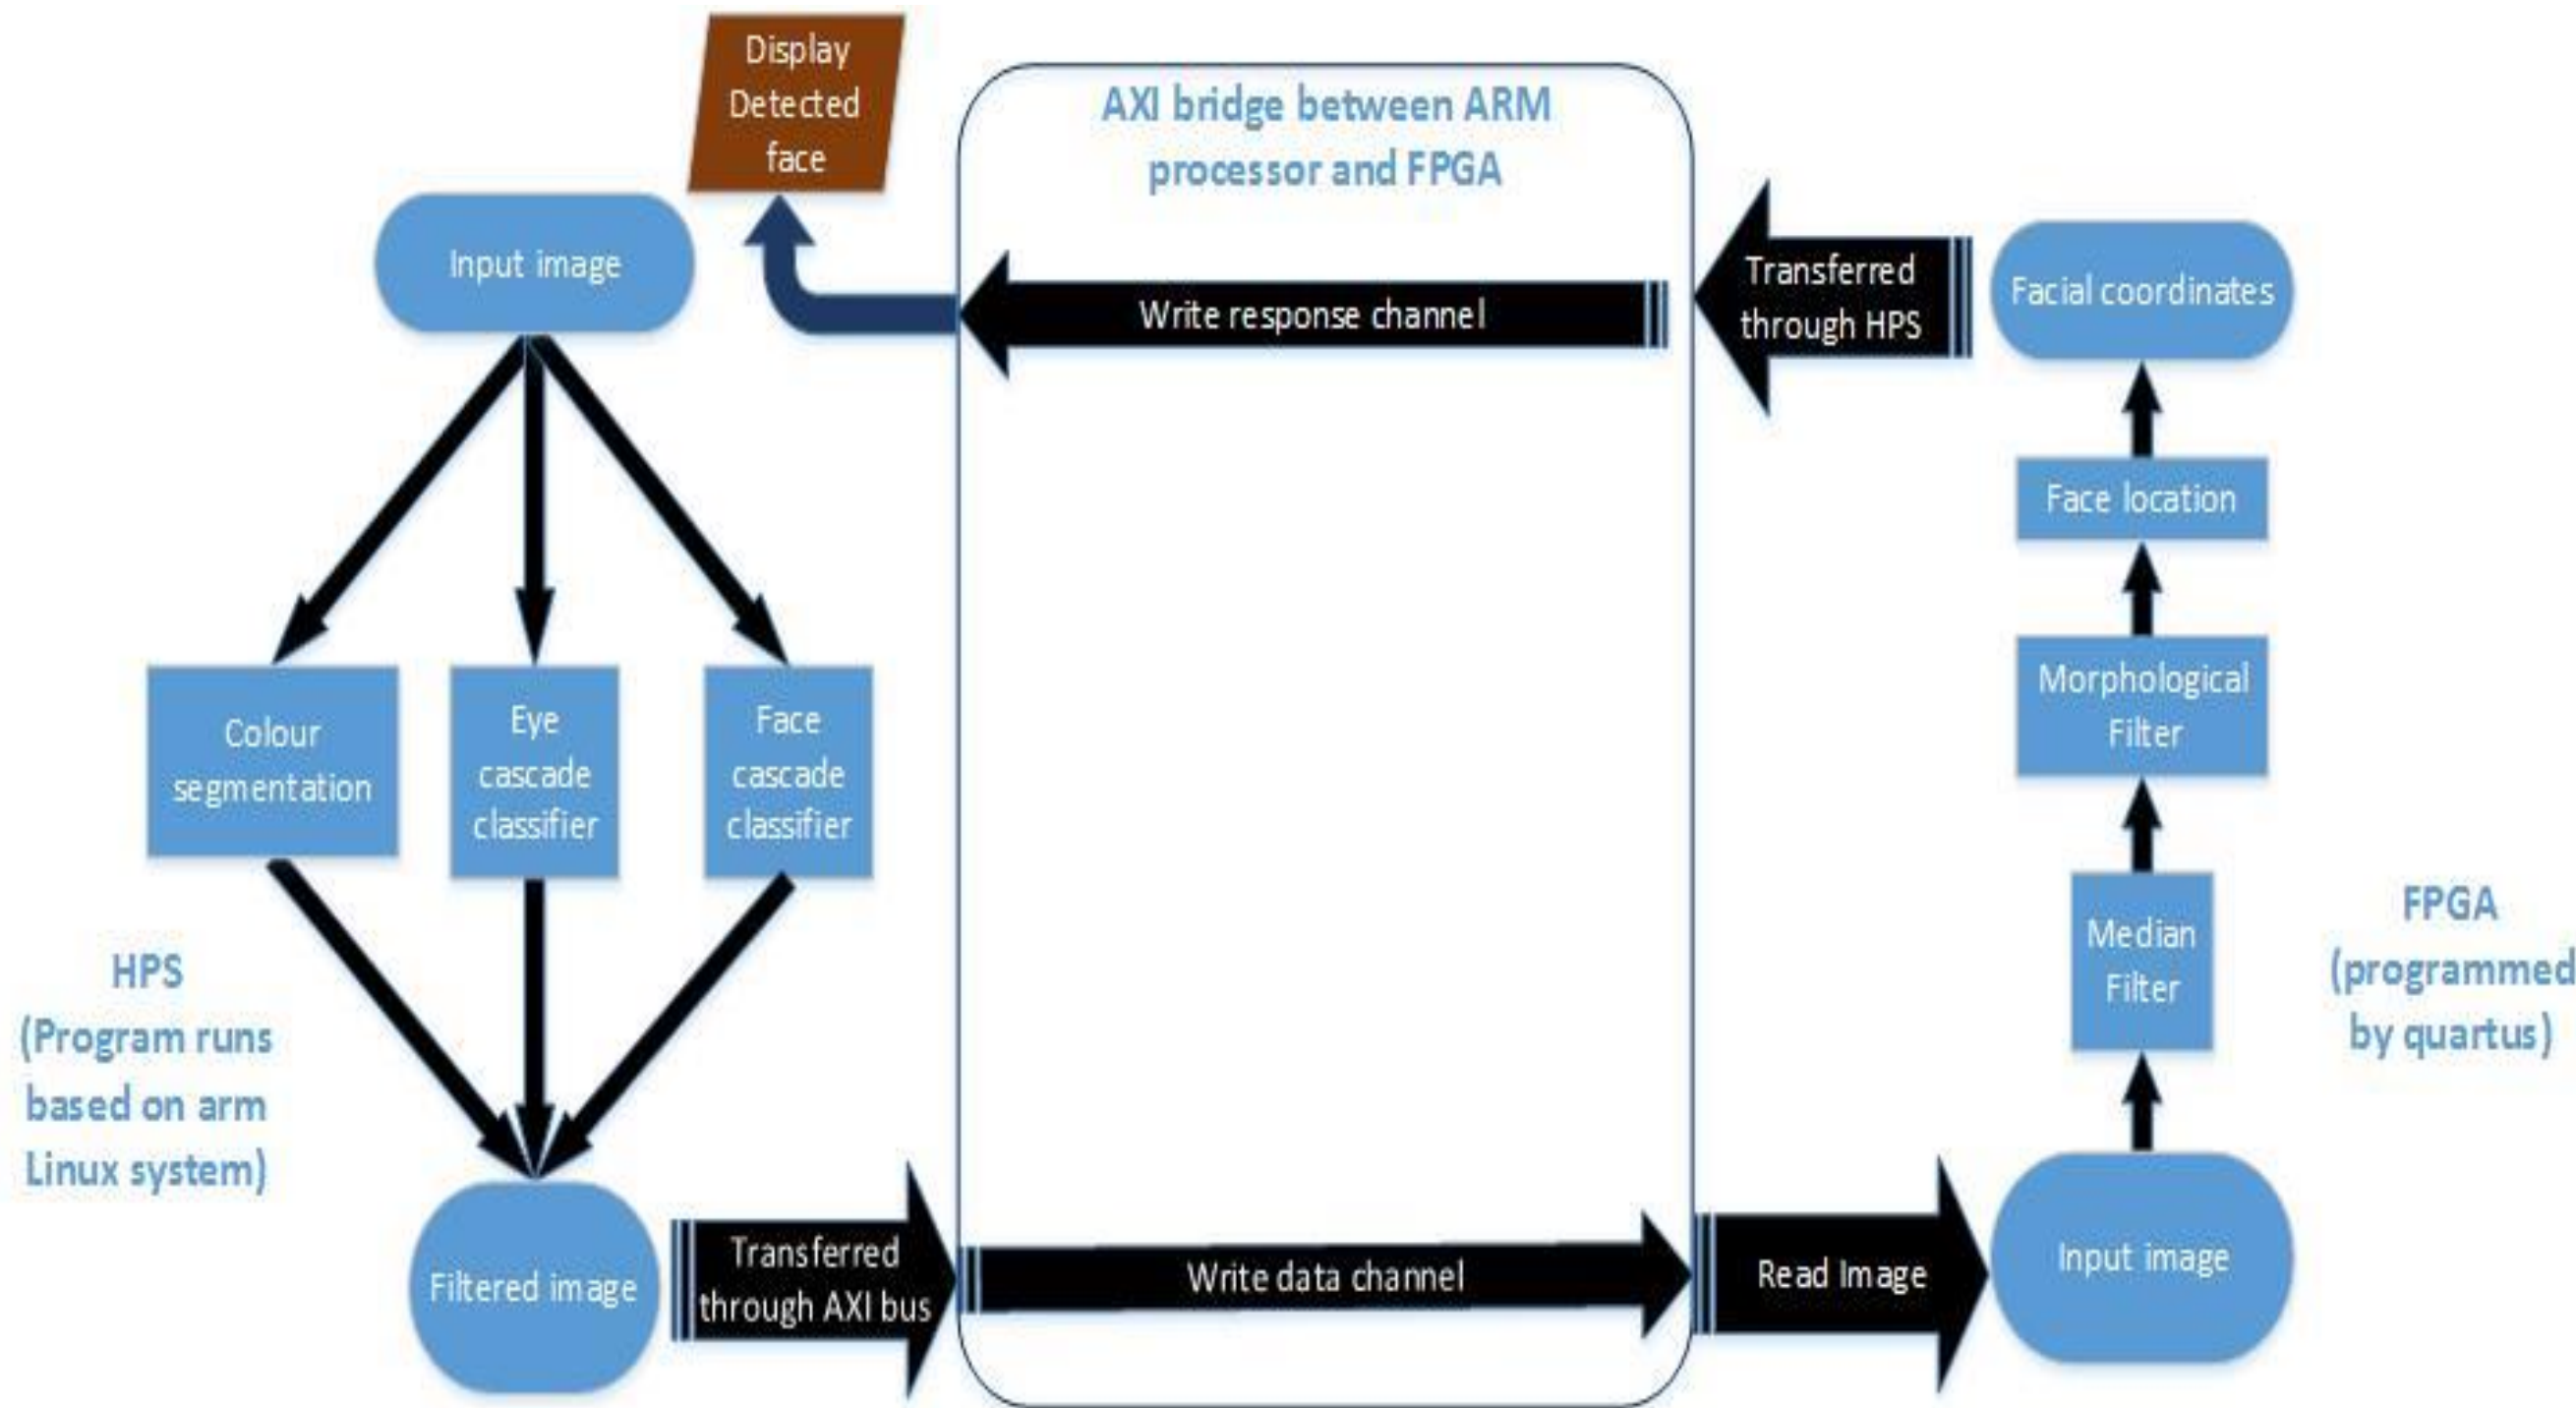 Display
Detected
face
AXI bridge between ARM
processor and FPGA
Input image
Write response channel
Transferred
through HPS
Facial coordinates
Face location
Colour
segmentation
Eye
cascade
classifier
Face
cascade
classifier
Morphological
Filter
Median
Filter
HPS
(Program runs
based on arm
Linux system)
FPGA
(programmed
by quartus)
Filtered image
Transferred
through AXI bus
Write data channel
Read Image
Input image